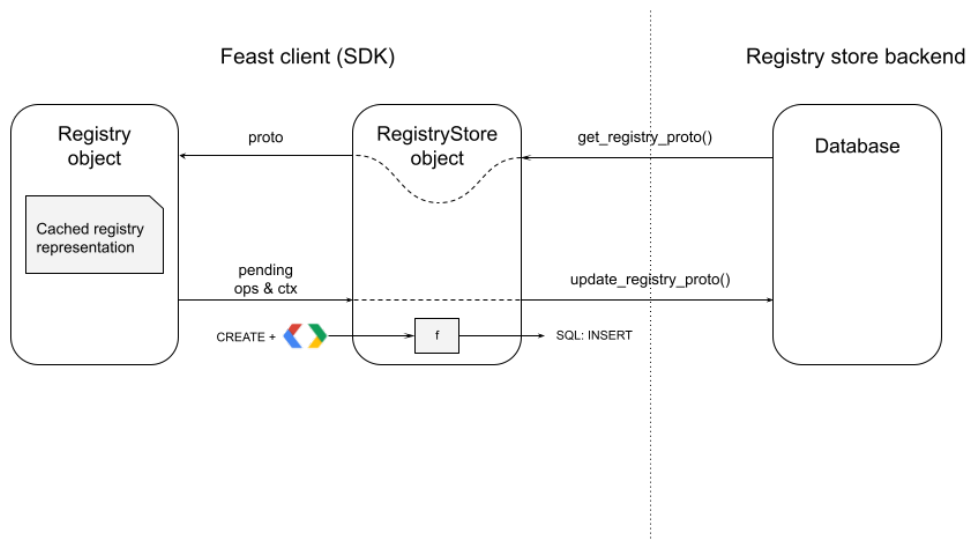 Feast client (SDK)
Registry store backend
Registry
object
proto
RegistryStore
object
get_registry_proto()
Database
Cached registry
representation
pending
ops & ctx
update_registry_proto()
CREATE +
f
SQL: INSERT